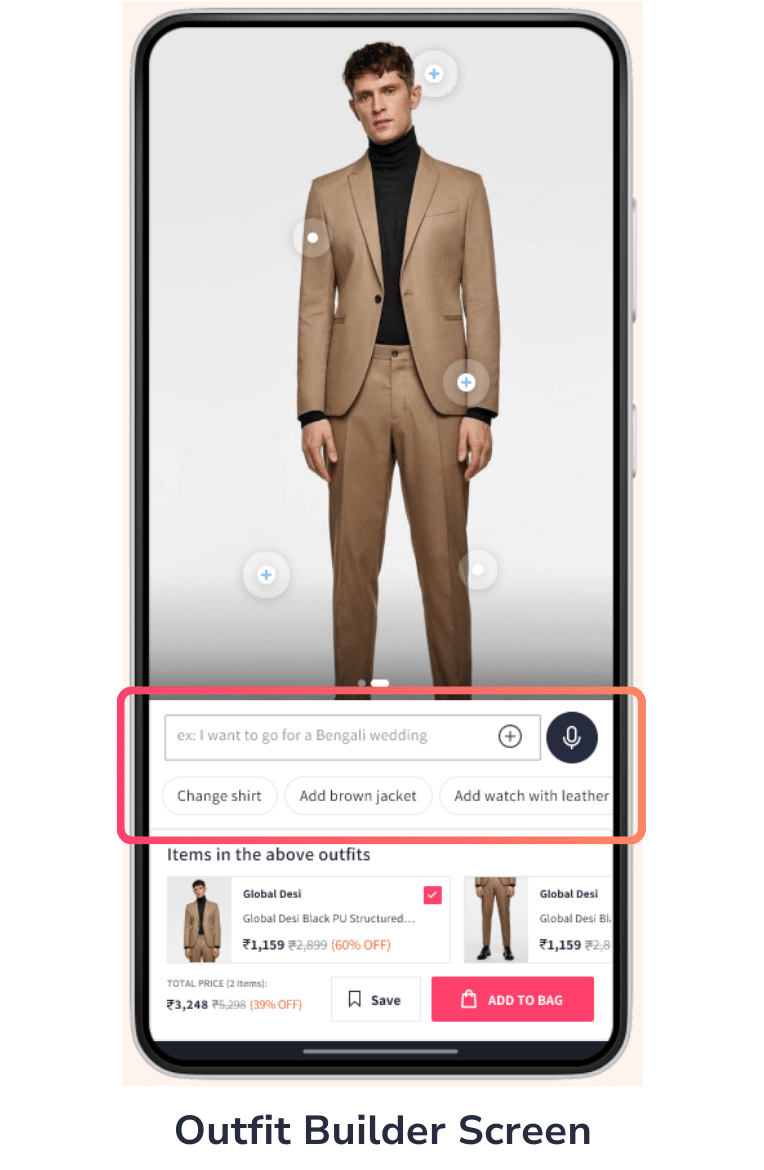 ex: I want to go for a Bengali wedding
Change shirt
Add brown jacket
Add watch with leather
Items in the above outfits
Global Desi
Global Desi Black PU Structured...
₹1,159 ₹2,899 (60% OFF)
Global Desi
Global Desi Bl
₹1,159 ₹2,8
TOTAL PRICE (2 Items):
₹3,248 ₹5,298 (39% OFF)
Save
ADD TO BAG
Outfit Builder Screen